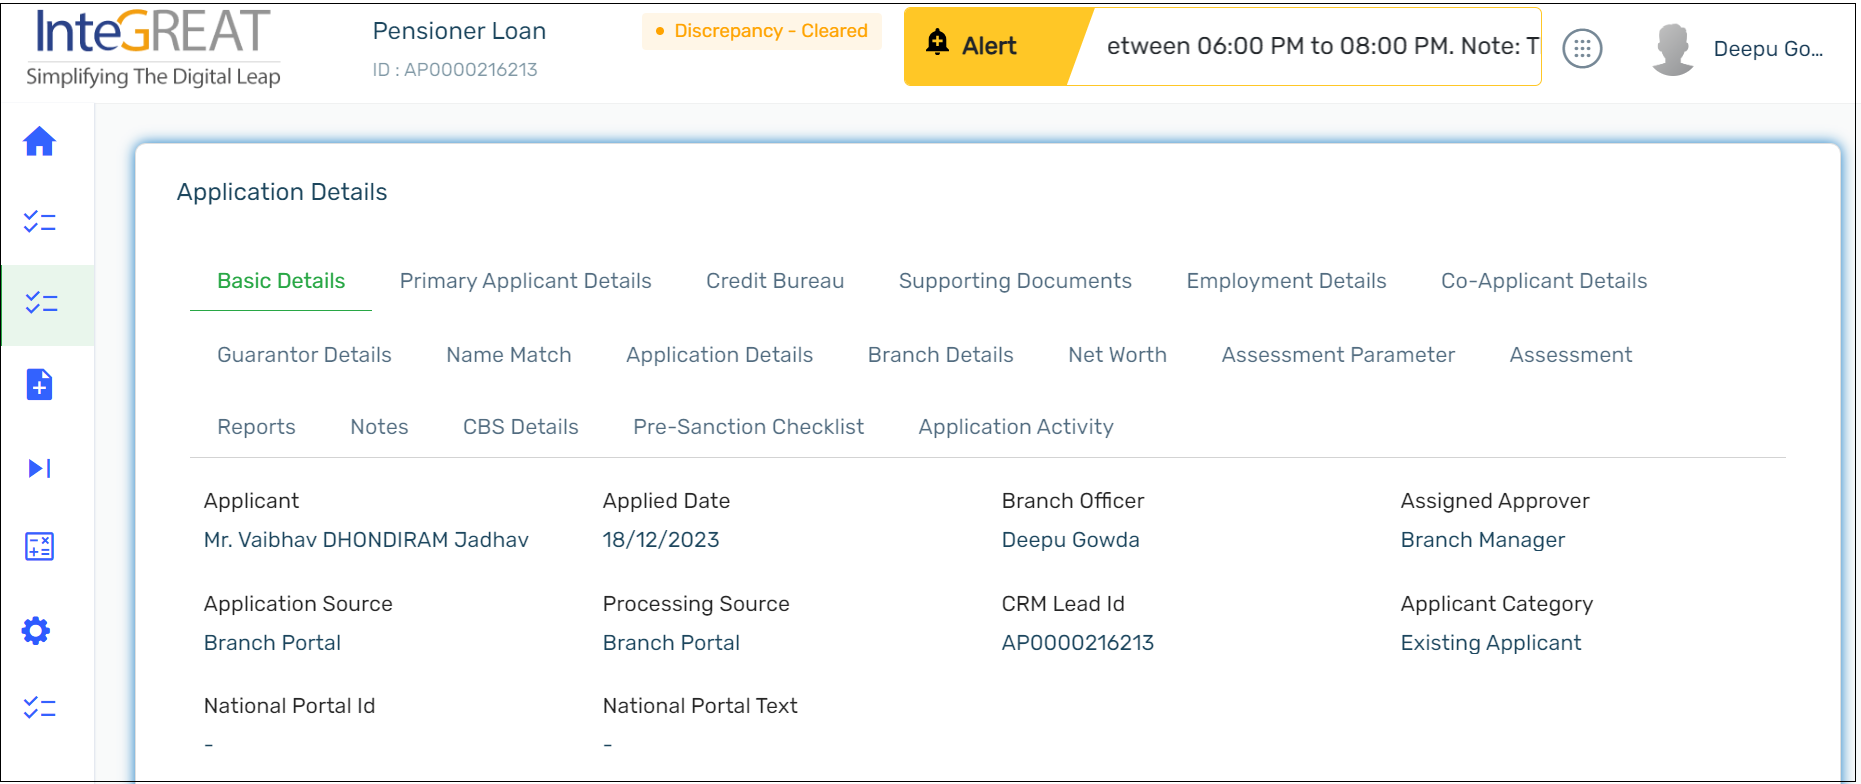 InteGREAT
Simplifying The Digital Leap
Pensioner Loan
ID : AP0000216213
Discrepancy - Cleared
Alert
etween 06:00 PM to 08:00 PM. Note: T
Deepu Go...
Application Details
Basic Details Primary Applicant Details Credit Bureau Supporting Documents Employment Details Co-Applicant Details
Guarantor Details Name Match Application Details Branch Details Net Worth Assessment Parameter Assessment
Reports Notes CBS Details Pre-Sanction Checklist Application Activity
Applicant Applied Date Branch Officer Assigned Approver
Mr. Vaibhav DHONDIRAM Jadhav 18/12/2023 Deepu Gowda Branch Manager
Application Source Processing Source CRM Lead Id Applicant Category
Branch Portal Branch Portal AP0000216213 Existing Applicant
National Portal Id National Portal Text
- -